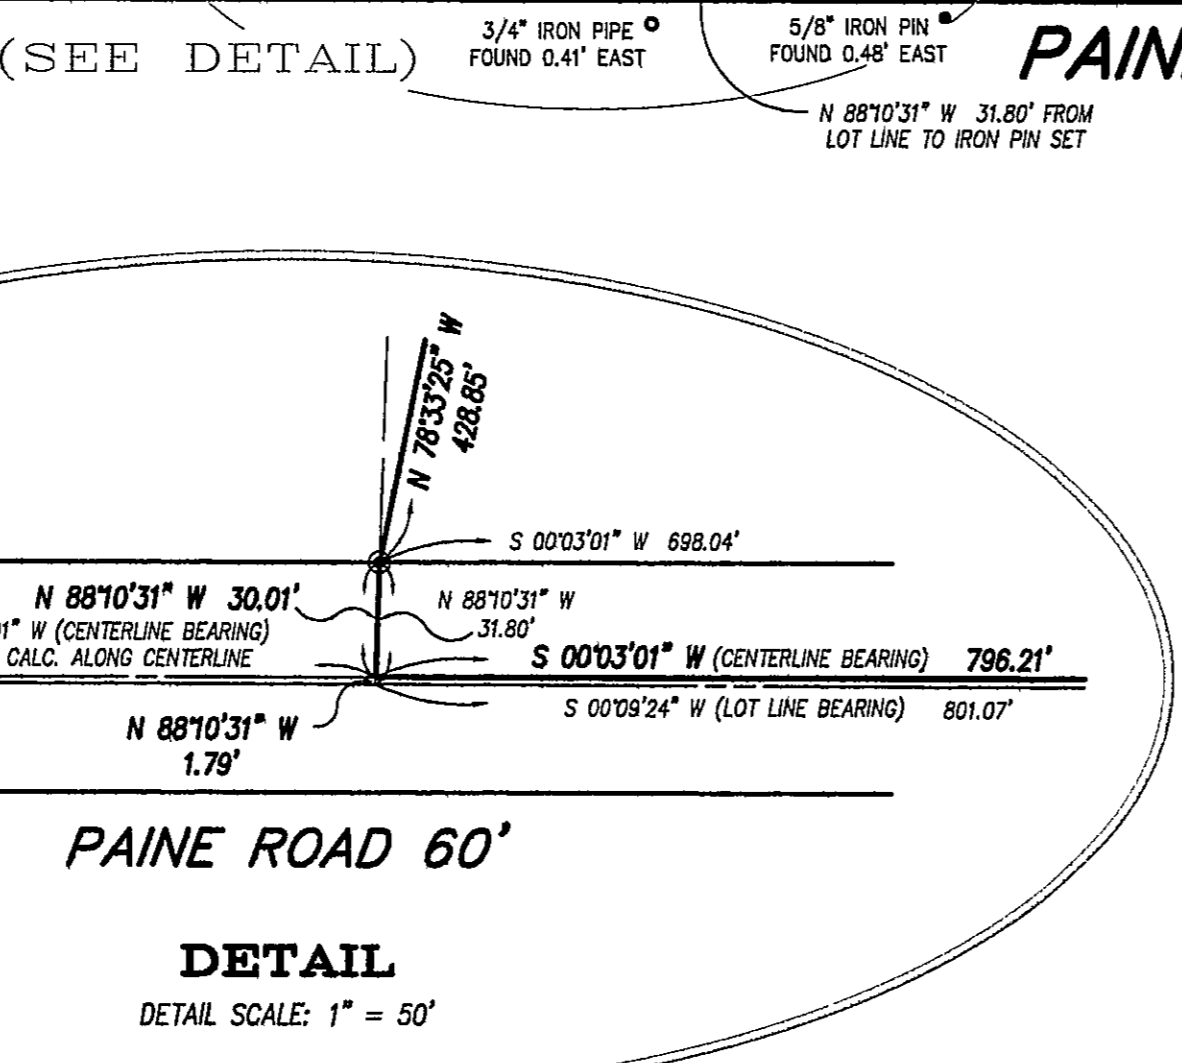 3/4" IRON PIPE
FOUND 0.41' EAST
5/8" IRON PIN
FOUND 0.48' EAST
(SEE DETAIL)
N 88°10'31" W 31.80' FROM
LOT LINE TO IRON PIN SET
N 78°33'25" W
428.85'
S 00°03'01" W 698.04'
N 88°10'31" W 30.01'
N 88°10'31" W
31.80'
1" W (CENTERLINE BEARING)
CALC. ALONG CENTERLINE
S 00°03'01" W (CENTERLINE BEARING) 796.21'
S 00°09'24" W (LOT LINE BEARING) 801.07'
N 88°10'31" W
1.79'
PAINE ROAD 60'
DETAIL
DETAIL SCALE: 1" = 50'